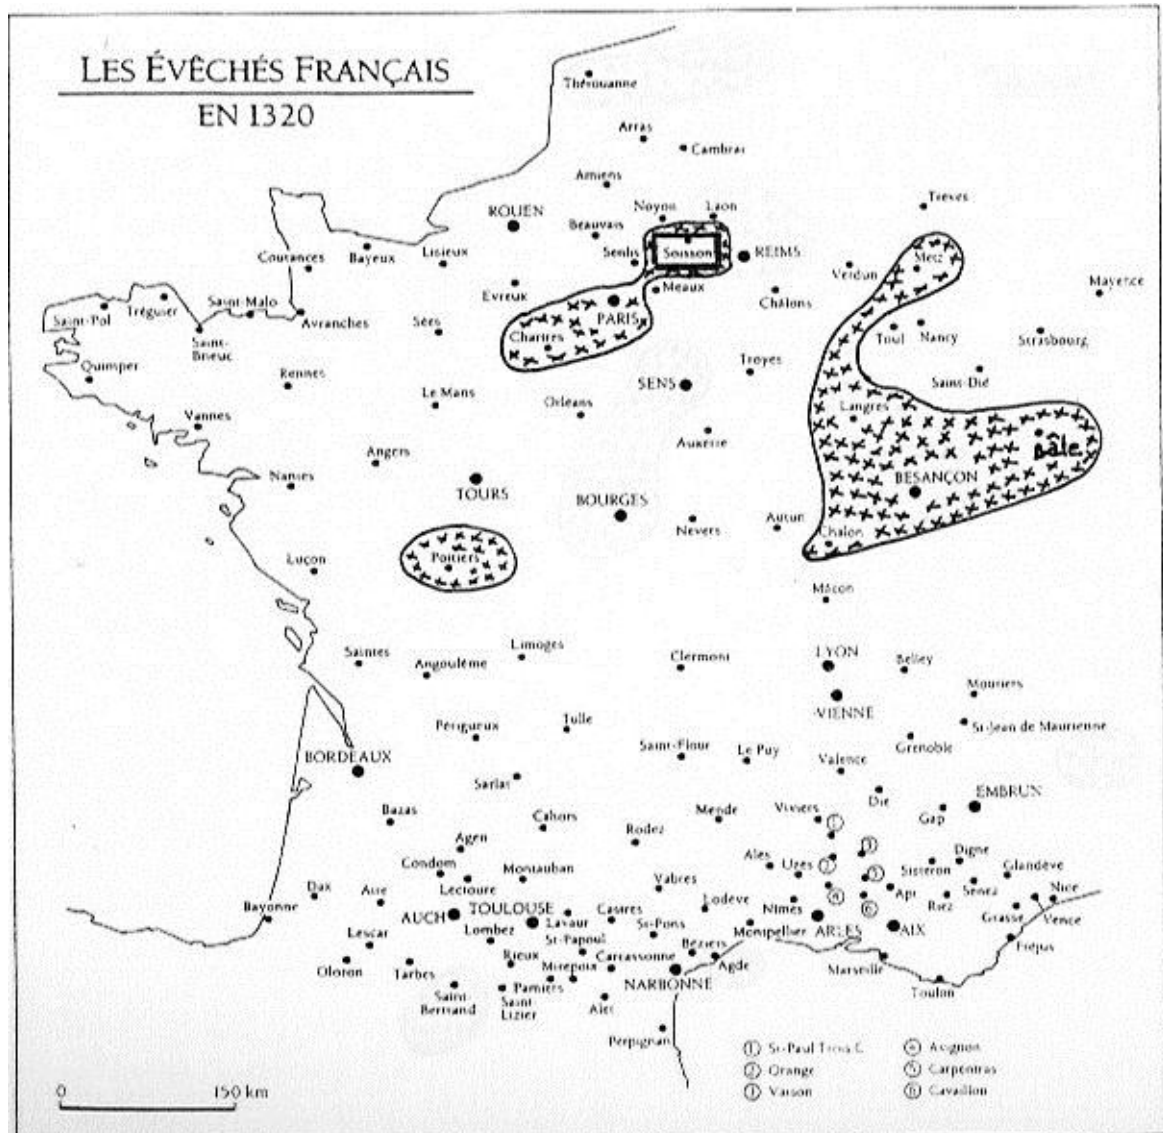 LES ÉVÊCHÉS FRANÇAIS
EN 1320
Thérouanne
Arras
Cambrai
Amiens
Trèves
Noyon
Laon
ROUEN
Beauvais
Senlis
Soisson
REIMS
Coutances
Bayeux
Lisieux
Verdun
Metz
Mayence
Evreux
Meaux
Châlons
Saint-Pol
Tréguier
Saint-Malo
Avranches
Sées
PARIS
Chartres
Toul
Nancy
Strasbourg
Saint-
Brieuc
Quimper
Rennes
Troyes
SENS
Saint-Dié
Le Mans
Orléans
Langres
Vannes
Auxerre
Angers
Bâle
Nantes
TOURS
BOURGES
BESANÇON
Nevers
Autun
Chalon
Luçon
Poitiers
Mâcon
Saintes
Limoges
Angoulême
Clermont
LYON
Belley
VIENNE
Périgueux
Tulle
Saint-Flour
Le Puy
St-Jean de Maurienne
Grenoble
BORDEAUX
Valence
Sarlat
Die
EMBRUN
Bazas
Cahors
Mende
Viviers
Gap
Agen
Rodez
Condom
Montauban
Ales
Uzès
Sisteron
Digne
Glandève
Dax
Aire
Lectoure
Vabres
Apt
Riez
Senez
Nice
Bayonne
AUCH
TOULOUSE
Lavaur
Castres
Lodève
Nîmes
Grasse
Vence
Lescar
Lombez
St-Papoul
St-Pons
Montpellier
ARLES
AIX
Fréjus
Oloron
Tarbes
Rieux
Mirepoix
Carcassonne
Béziers
Agde
Marseille
Saint-
Bertrand
Saint
Lizier
Pamiers
Alet
NARBONNE
Toulon
Perpignan
① St-Paul Trois C.
② Orange
③ Vaison
④ Avignon
⑤ Carpentras
⑥ Cavaillon
0 150 km